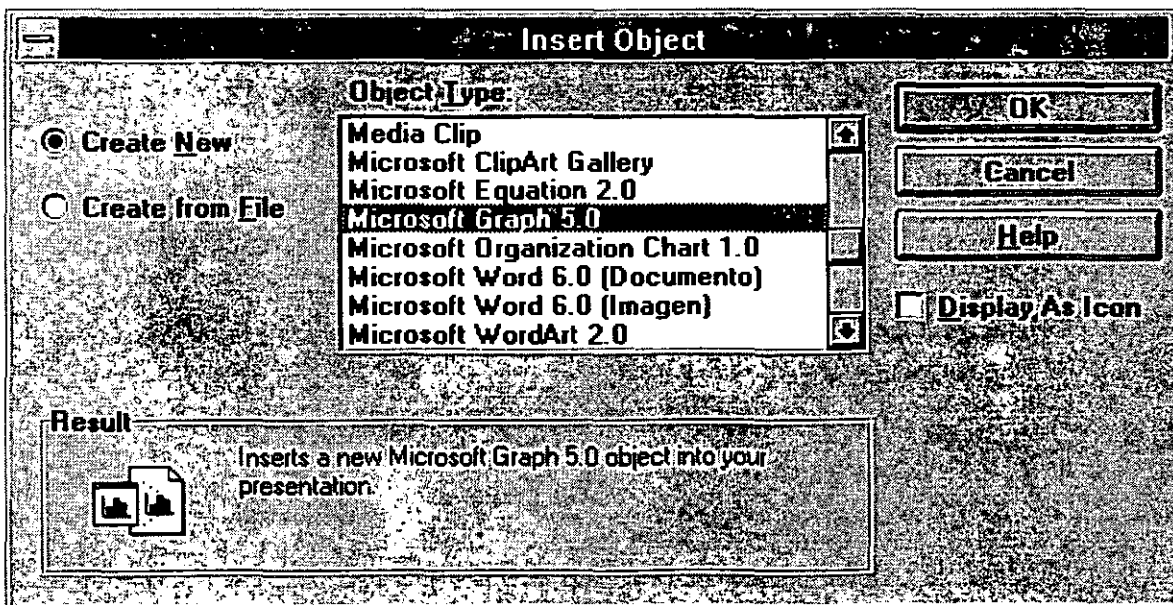 Insert Object
Create New
Create from File
Object Type:
Media Clip
Microsoft ClipArt Gallery
Microsoft Equation 2.0
Microsoft Graph 5.0
Microsoft Organization Chart 1.0
Microsoft Word 6.0 (Documento)
Microsoft Word 6.0 (Imagen)
Microsoft WordArt 2.0
OK
Cancel
Help
Display As Icon
Result
Inserts a new Microsoft Graph 5.0 object into your
presentation.